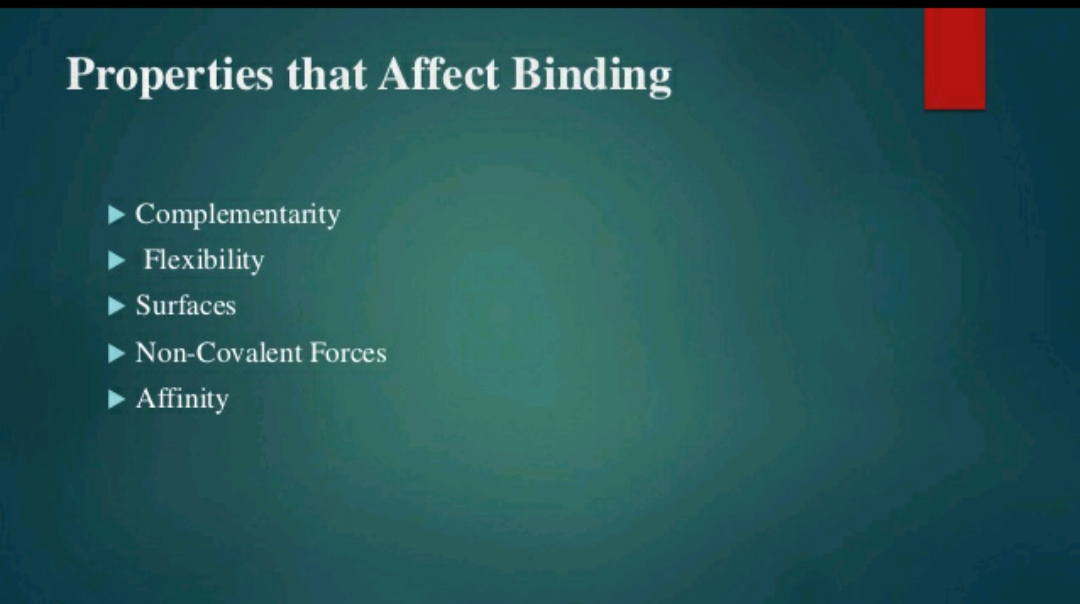 Properties that Affect Binding
Complementarity
Flexibility
Surfaces
Non-Covalent Forces
Affinity